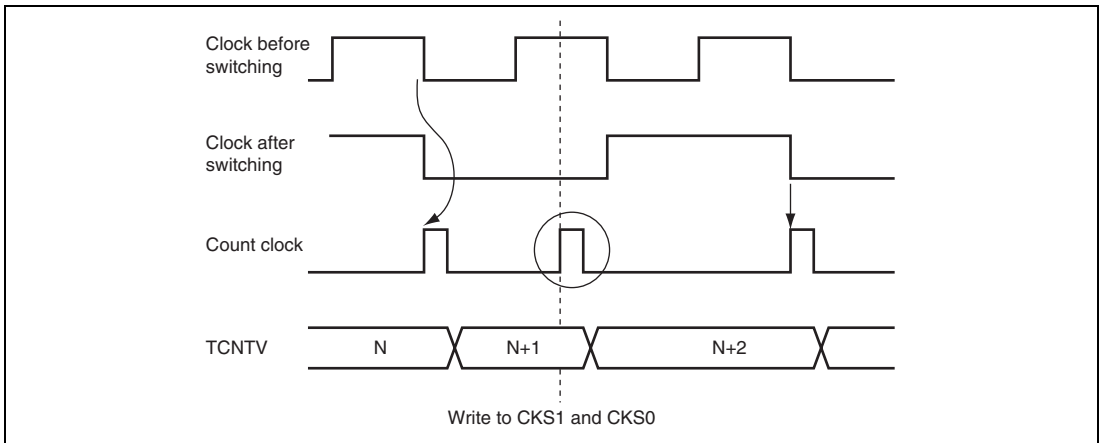 Clock before
switching
Clock after
switching
Count clock
TCNTV
N
N+1
N+2
Write to CKS1 and CKS0